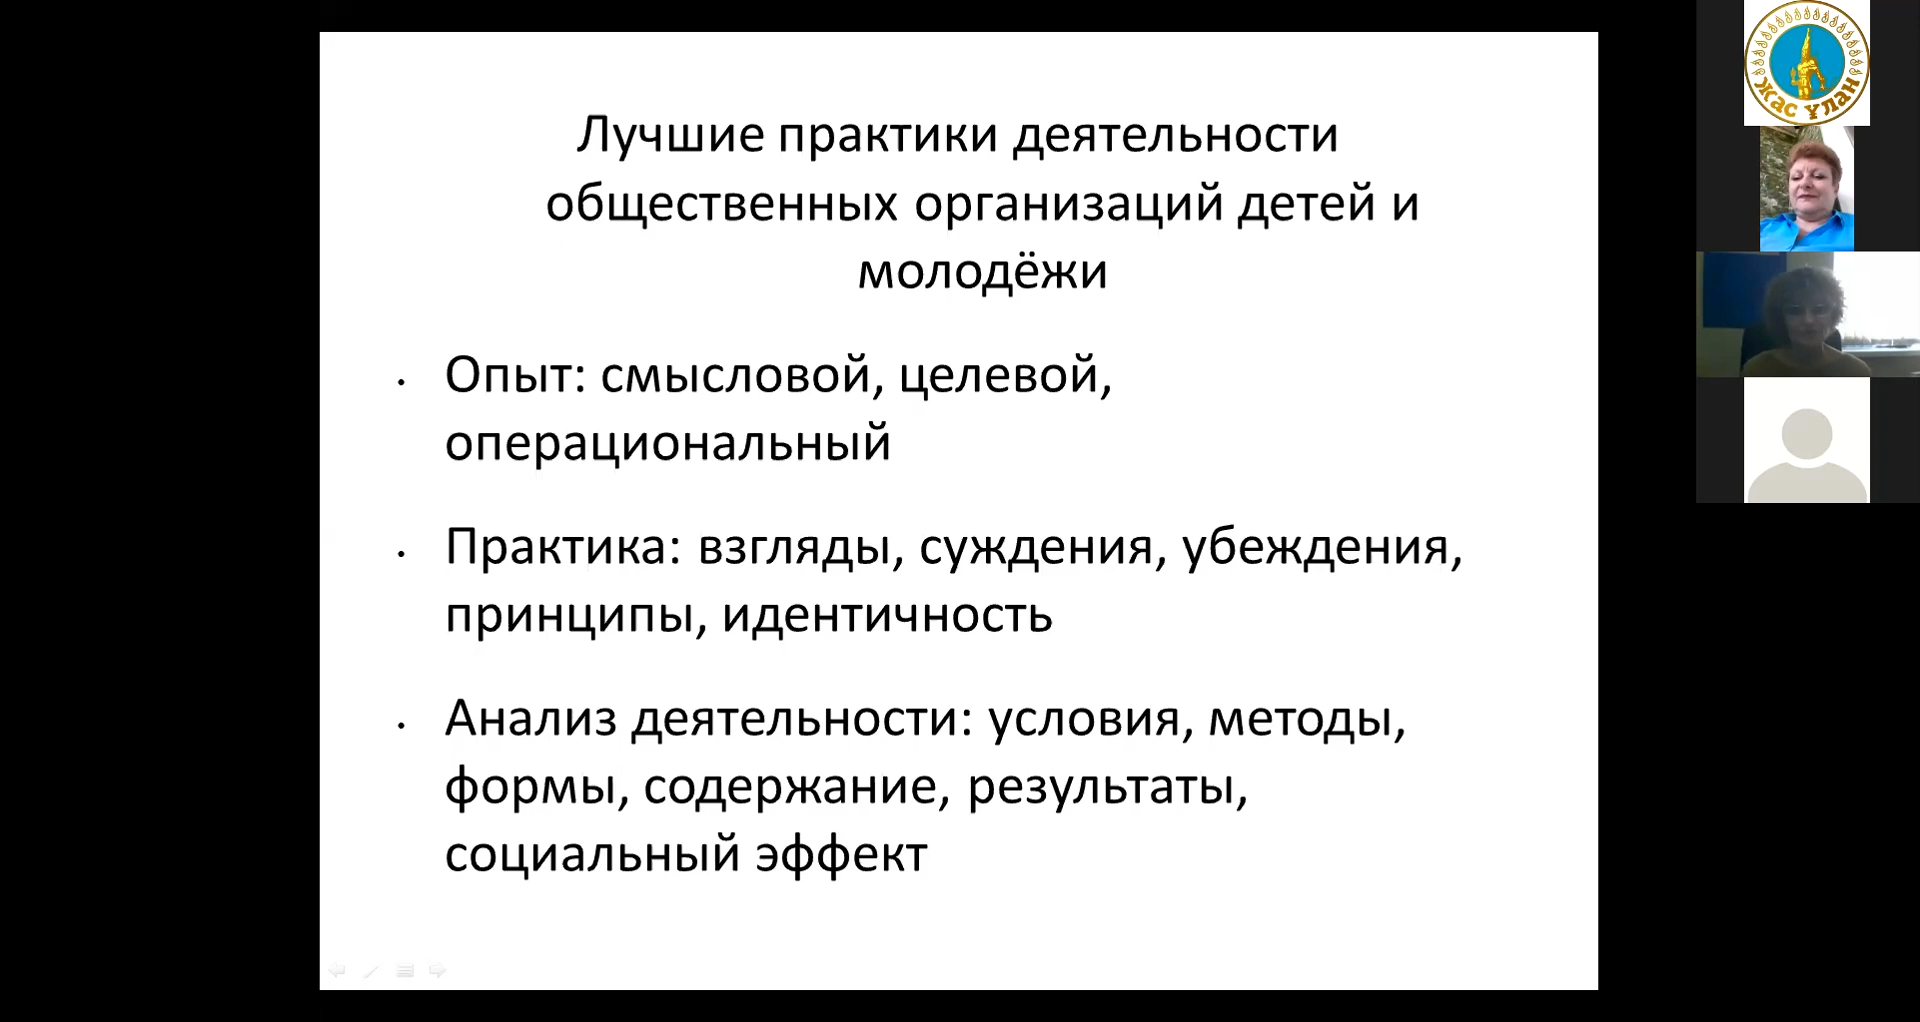 Лучшие практики деятельности
общественных организаций детей и
молодёжи
• Опыт: смысловой, целевой,
операциональный
• Практика: взгляды, суждения, убеждения,
принципы, идентичность
• Анализ деятельности: условия, методы,
формы, содержание, результаты,
социальный эффект
ЖАС ҰЛАН